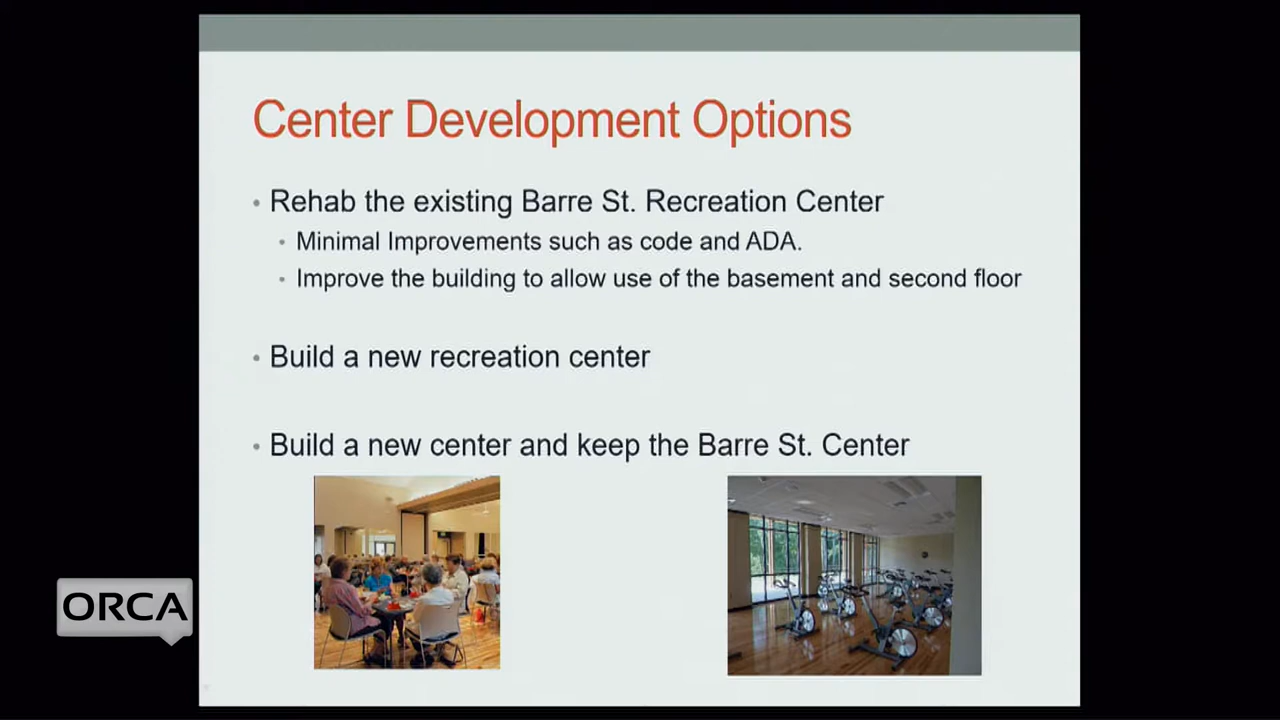 Center Development Options
• Rehab the existing Barre St. Recreation Center
• Minimal Improvements such as code and ADA.
• Improve the building to allow use of the basement and second floor
• Build a new recreation center
• Build a new center and keep the Barre St. Center
ORCA